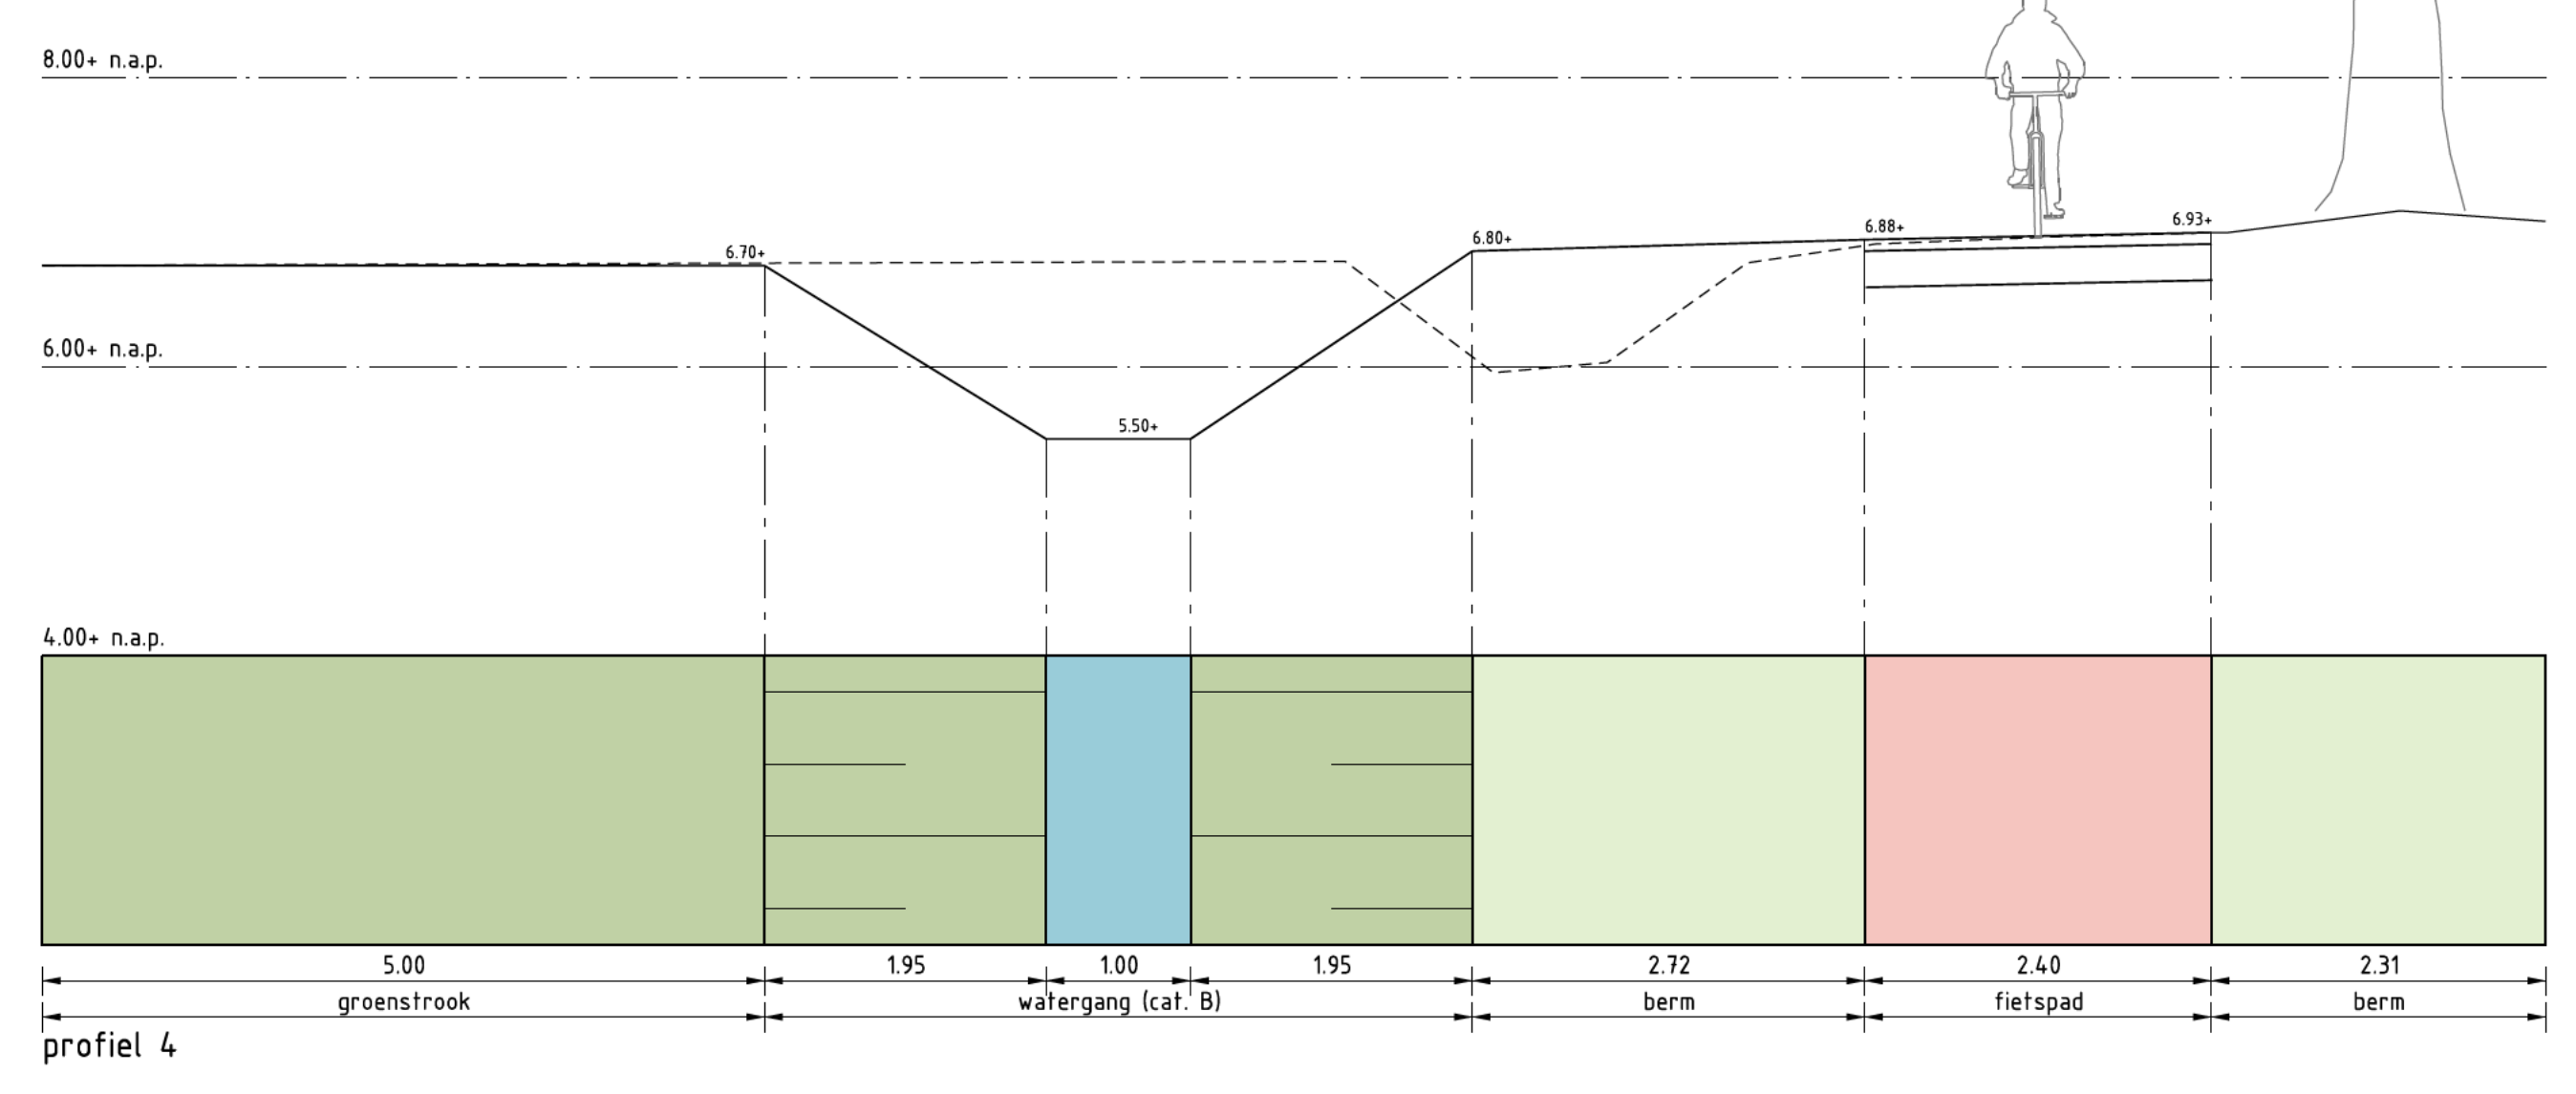 8.00+ n.a.p.
6.88+
6.93+
6.80+
6.70+
6.00+ n.a.p.
5.50+
4.00+ n.a.p.
5.00 1.95 1.00 1.95 2.72 2.40 2.31
groenstrook watergang (cat. B) berm fietspad berm
profiel 4